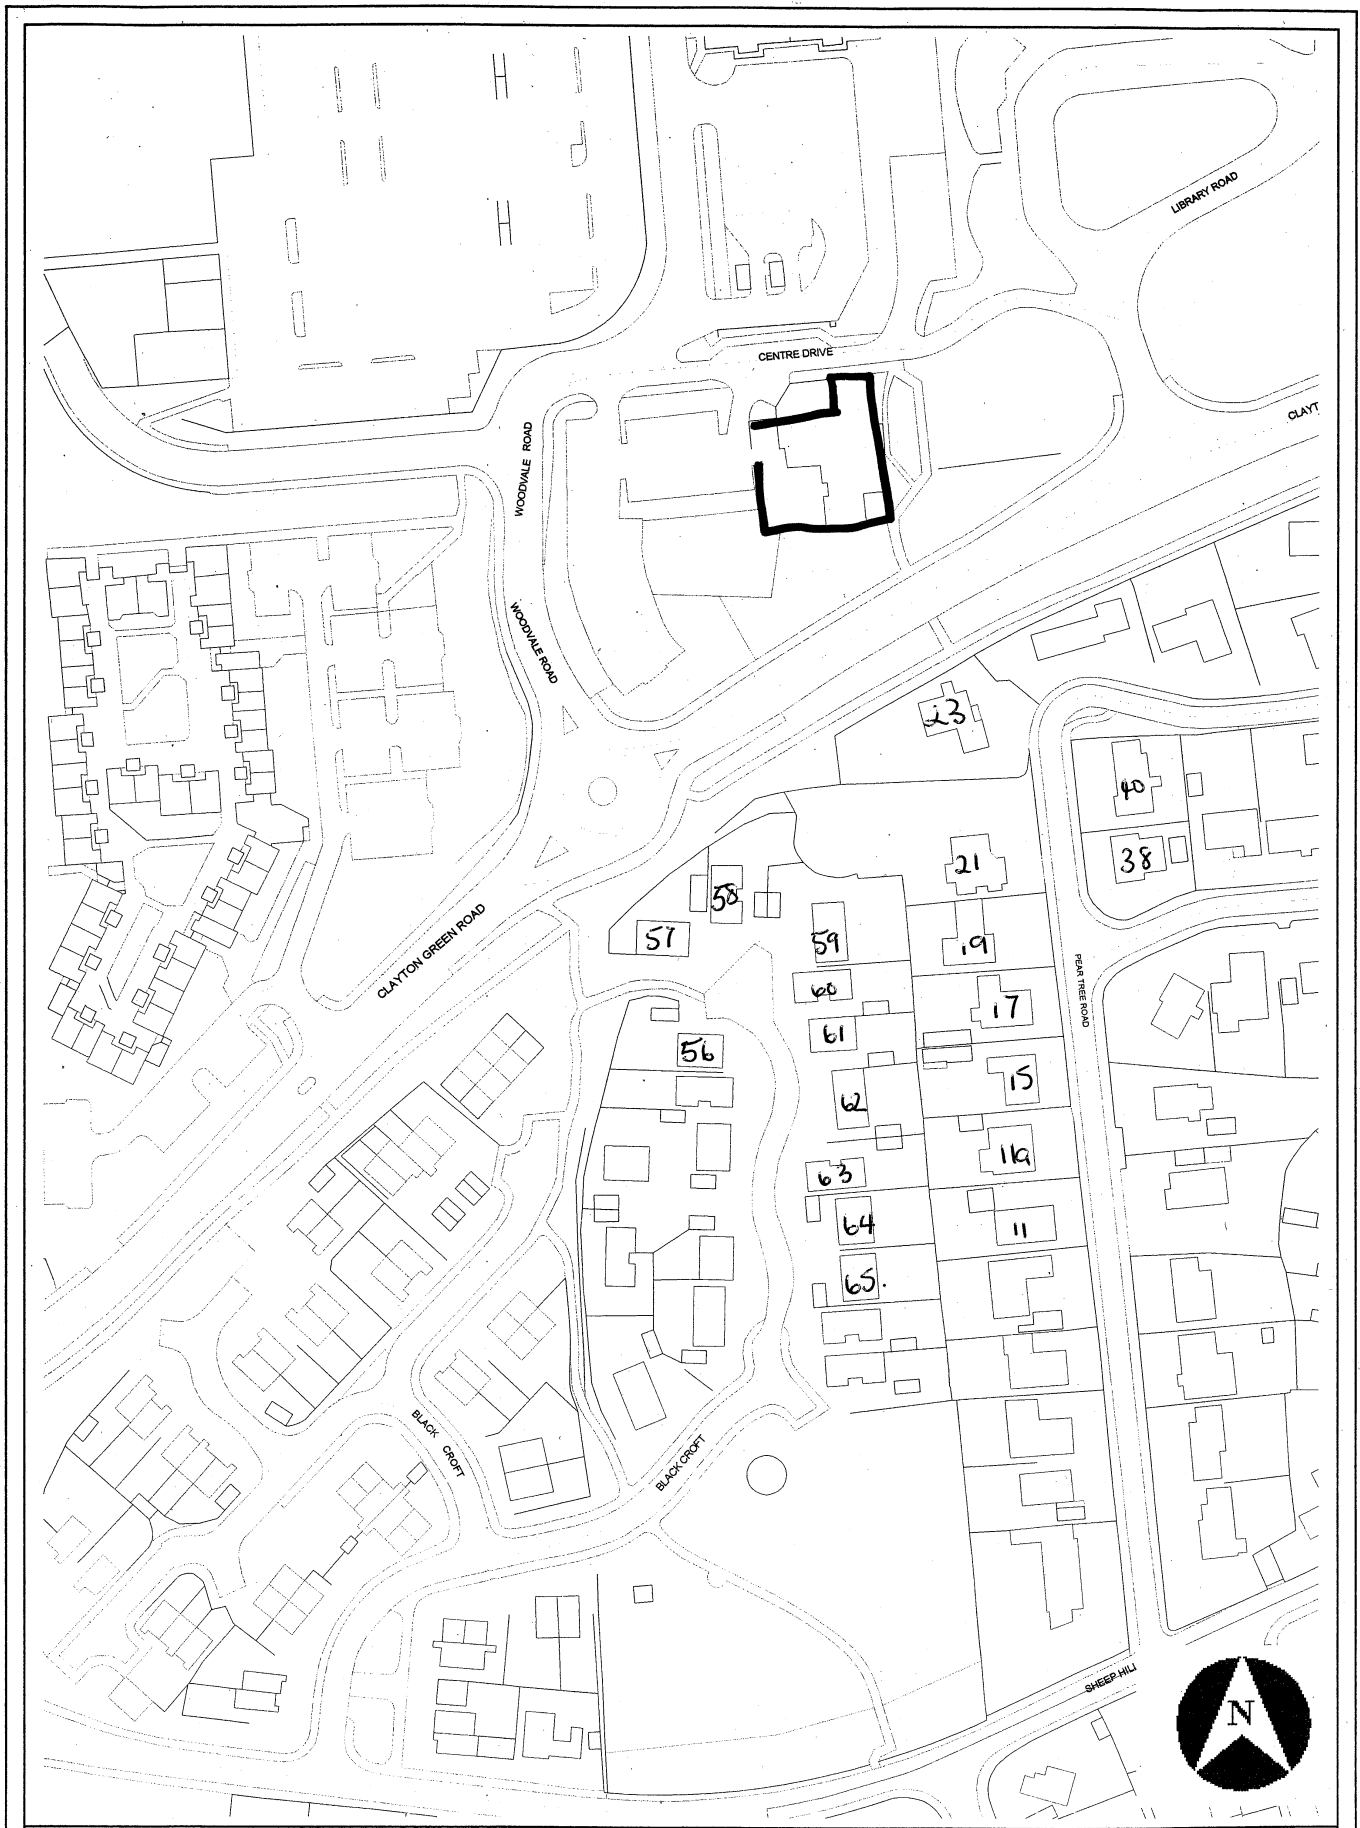 LIBRARY ROAD
CENTRE DRIVE
CLAYT
WOODVALE ROAD
WOODVALE ROAD
23
40
38
21
58
57
59
19
CLAYTON GREEN ROAD
60
17
PEAR TREE ROAD
61
56
15
62
11a
63
64
11
65.
BLACK CROFT
BLACK CROFT
SHEEP HILL
N